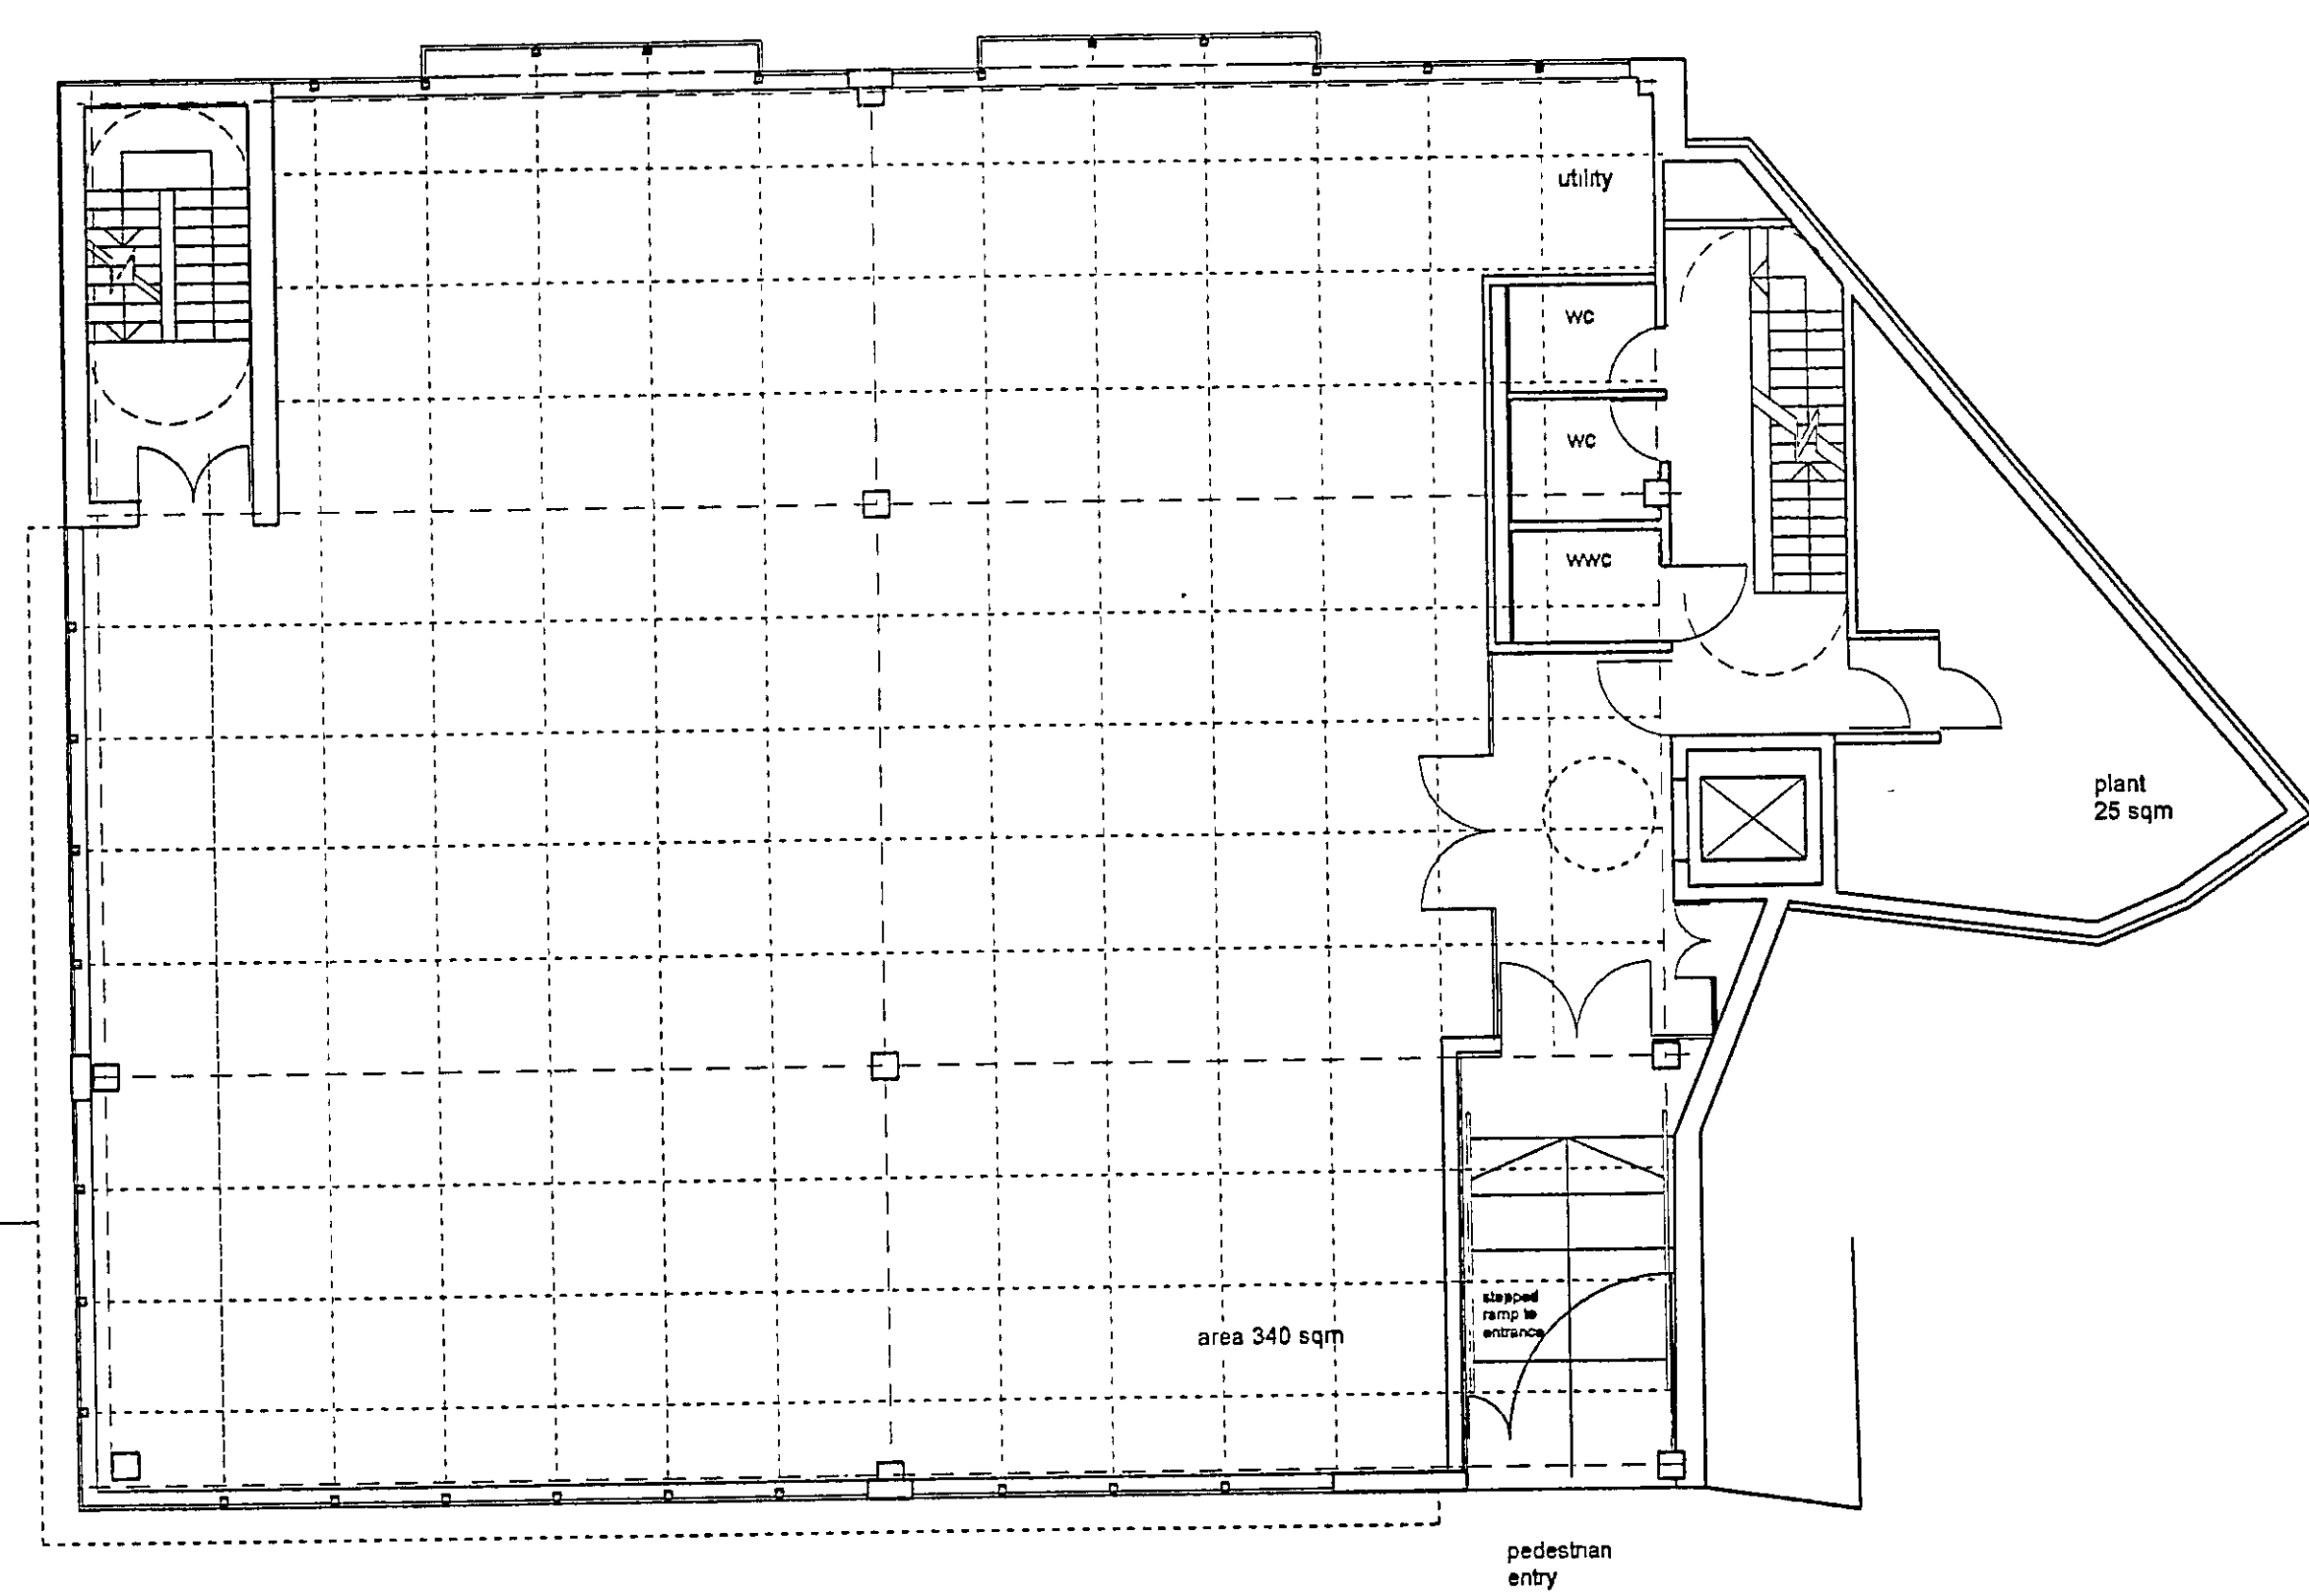 utility
wc
wc
wwc
plant
25 sqm
stepped
ramp to
entrance
area 340 sqm
pedestrian
entry